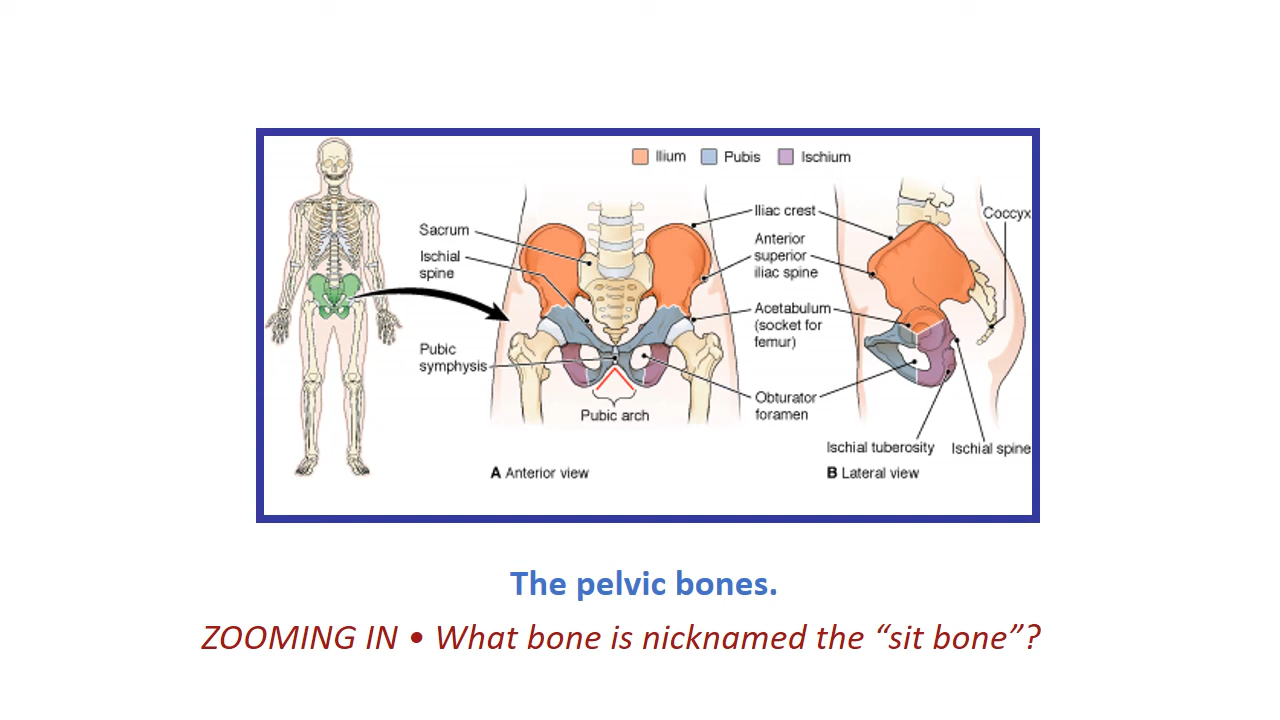 Ilium Pubis Ischium
Sacrum
Ischial
spine
Pubic
symphysis
Pubic arch
Iliac crest
Anterior
superior
iliac spine
Acetabulum
(socket for
femur)
Obturator
foramen
Coccyx
Ischial tuberosity
Ischial spine
A Anterior view
B Lateral view
The pelvic bones.
ZOOMING IN • What bone is nicknamed the “sit bone”?